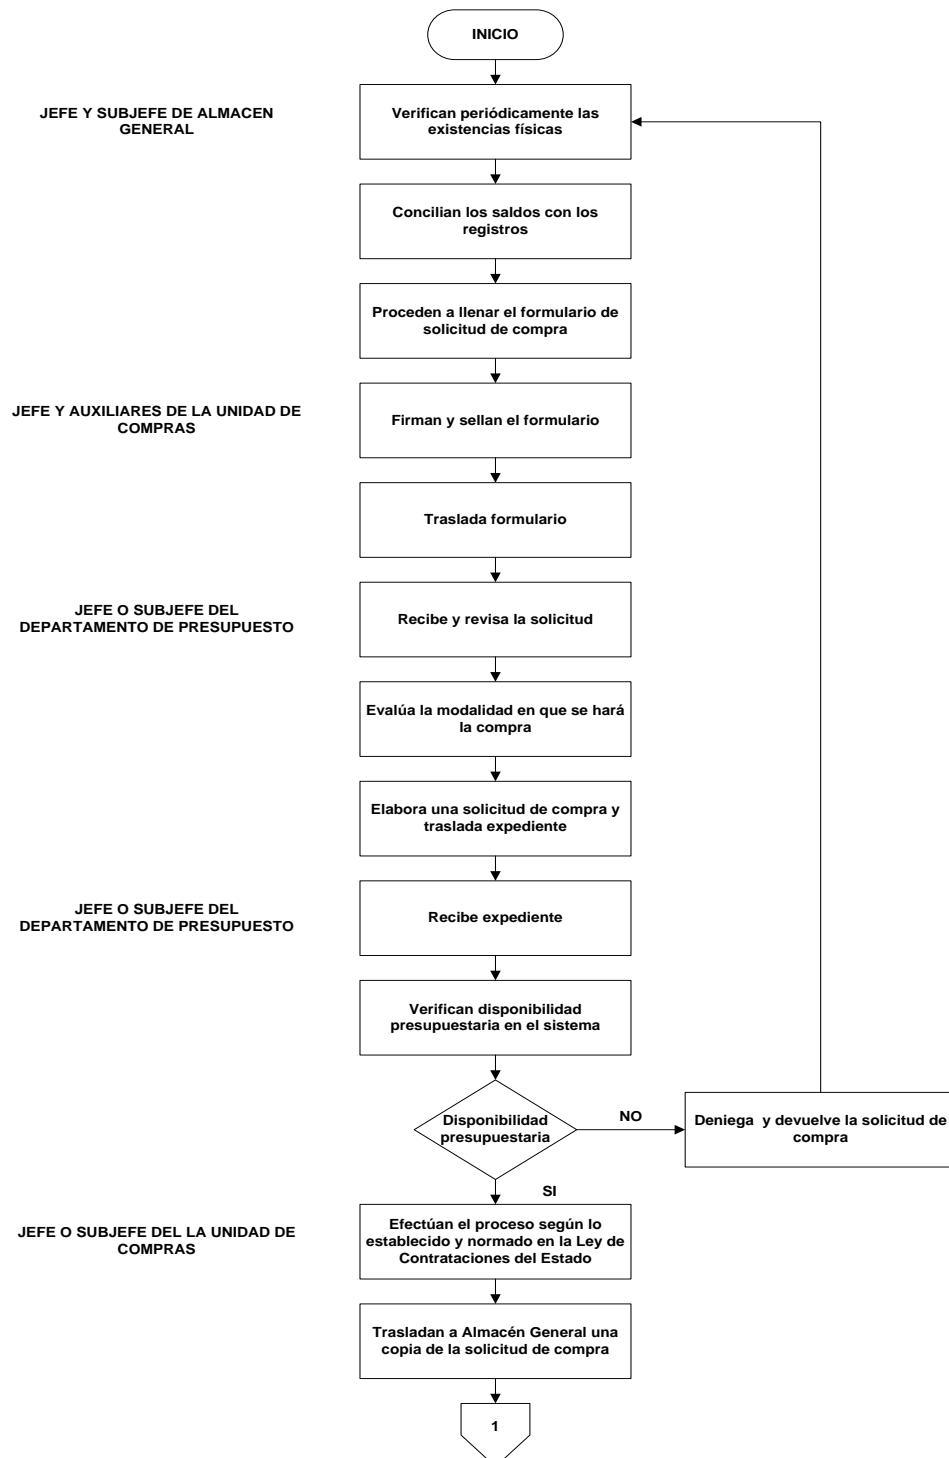 INICIO
JEFE Y SUBJEFE DE ALMACEN
GENERAL
Verifican periódicamente las
existencias físicas
Concilian los saldos con los
registros
Proceden a llenar el formulario de
solicitud de compra
JEFE Y AUXILIARES DE LA UNIDAD DE
COMPRAS
Firman y sellan el formulario
Traslada formulario
JEFE O SUBJEFE DEL
DEPARTAMENTO DE PRESUPUESTO
Recibe y revisa la solicitud
Evalúa la modalidad en que se hará
la compra
Elabora una solicitud de compra y
traslada expediente
JEFE O SUBJEFE DEL
DEPARTAMENTO DE PRESUPUESTO
Recibe expediente
Verifican disponibilidad
presupuestaria en el sistema
Disponibilidad
presupuestaria
NO
Deniega y devuelve la solicitud de
compra
SI
JEFE O SUBJEFE DEL LA UNIDAD DE
COMPRAS
Efectúan el proceso según lo
establecido y normado en la Ley de
Contrataciones del Estado
Trasladan a Almacén General una
copia de la solicitud de compra
1